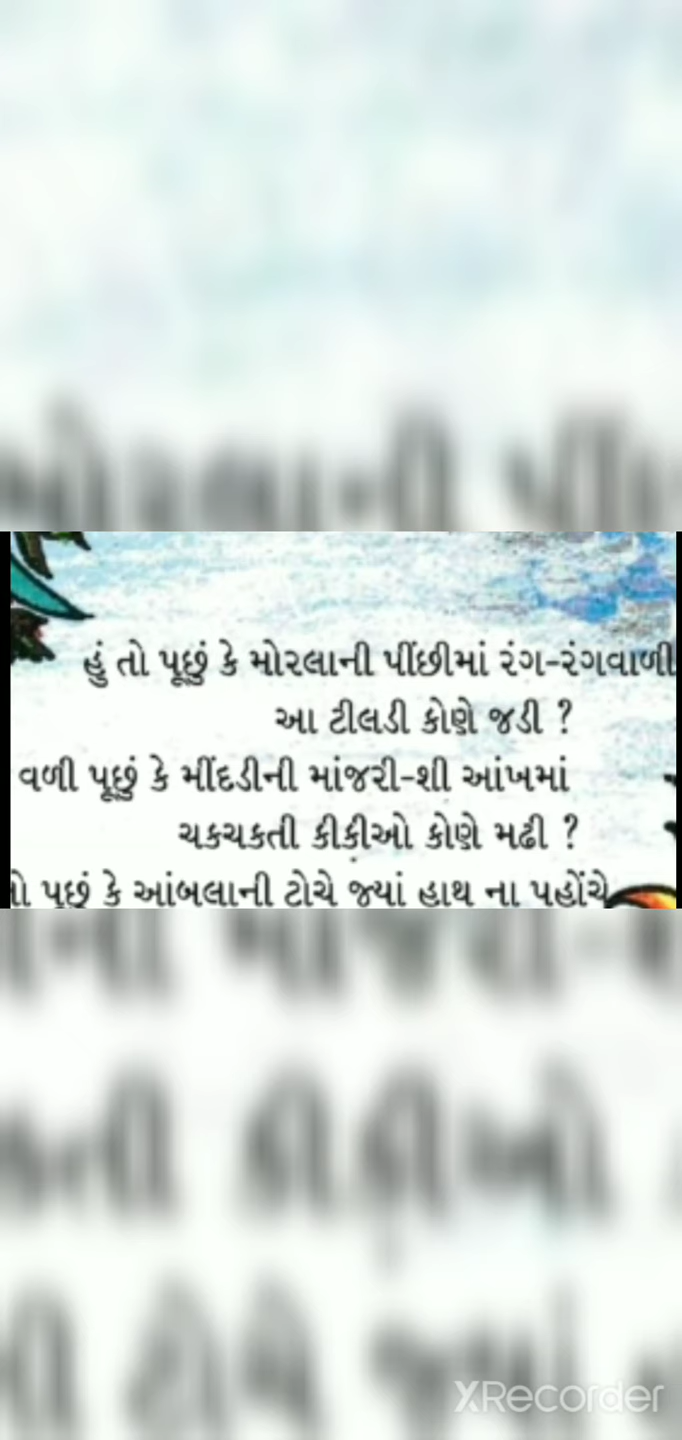 હું તો પૂછું કે મોરલાની પીંછીમાં રંગ-રંગવાળી
આ ટીલડી કોણે જડી ?
વળી પૂછું કે મીંદડીની માંજરી-શી આંખમાં
ચકચકતી કીકીઓ કોણે મઢી ?
પૂછું કે આંબલાની ટોચે જ્યાં હાથ ના પહોંચે
XRecorder